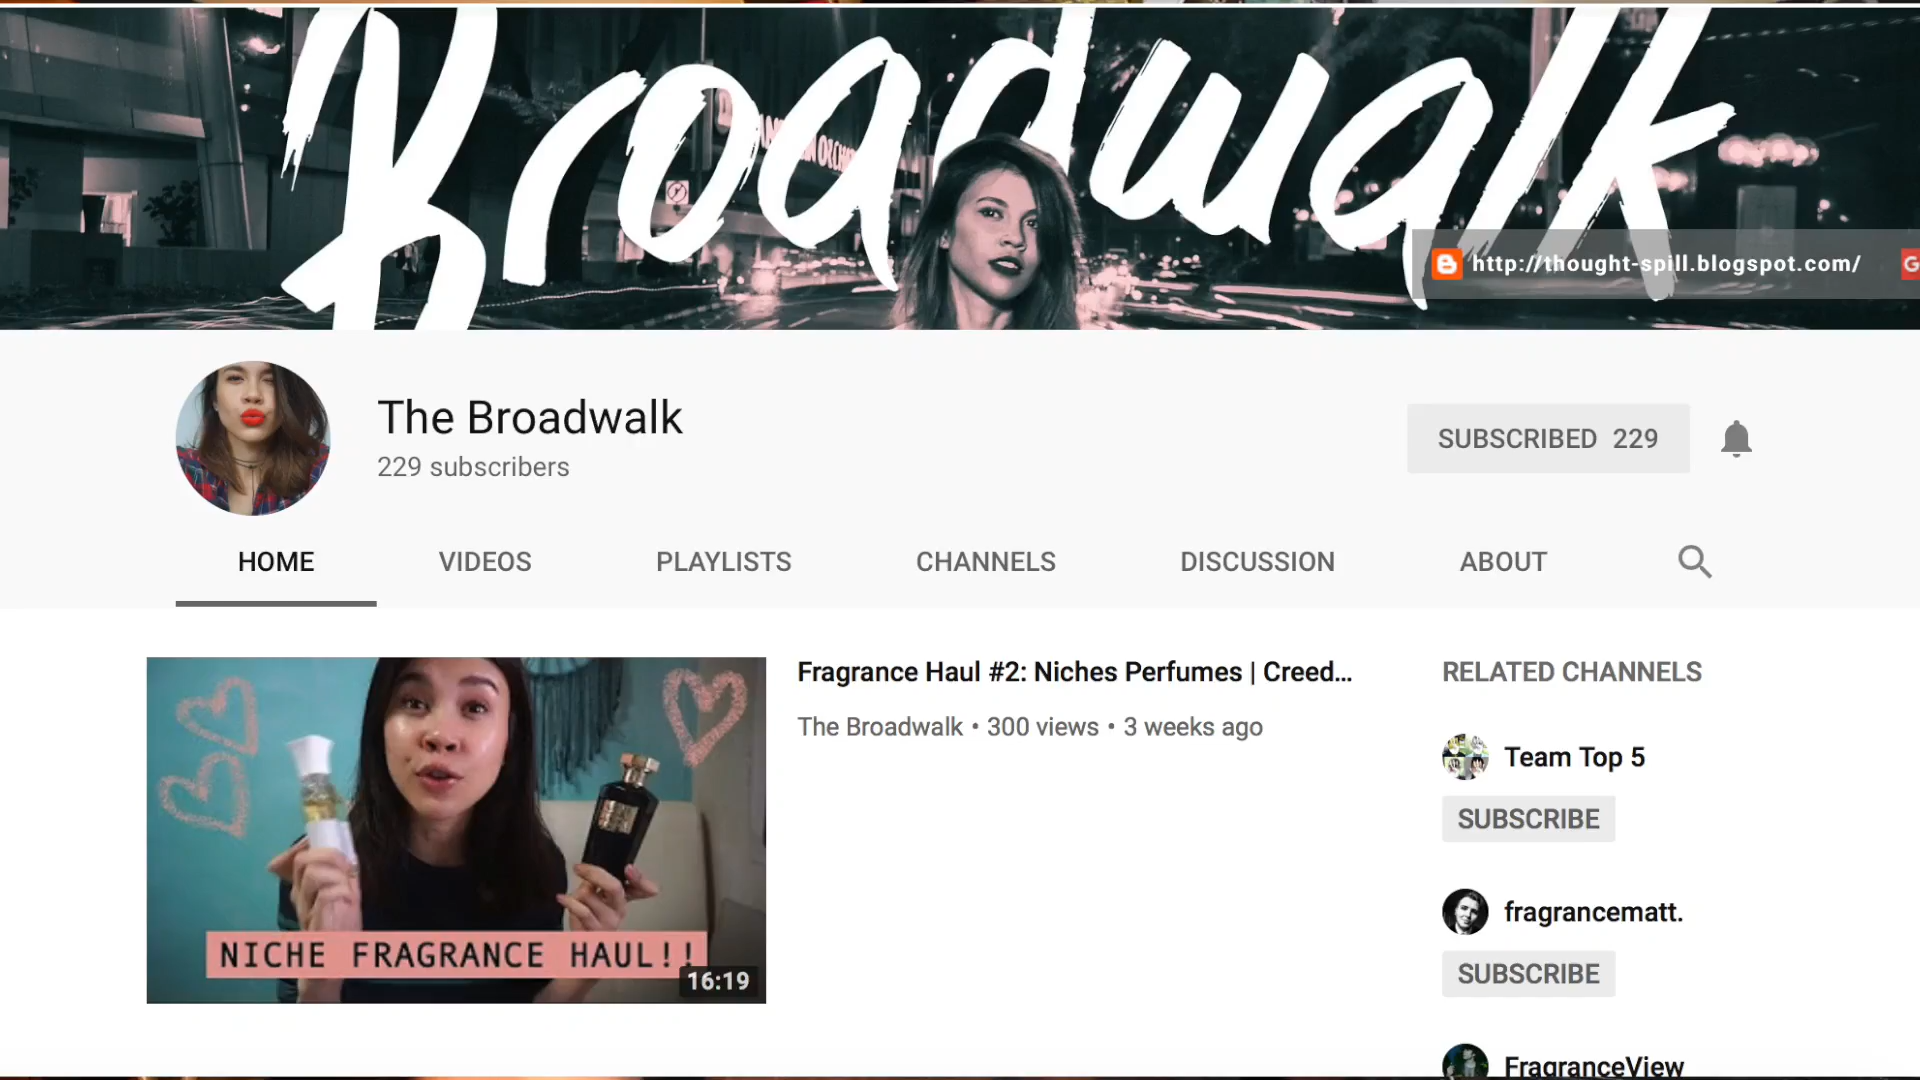 Broadwalk
http://thought-spill.blogspot.com/
The Broadwalk
229 subscribers
SUBSCRIBED 229
HOME VIDEOS PLAYLISTS CHANNELS DISCUSSION ABOUT
Fragrance Haul #2: Niches Perfumes | Creed...
The Broadwalk • 300 views • 3 weeks ago
NICHE FRAGRANCE HAUL!!
16:19
RELATED CHANNELS
Team Top 5
SUBSCRIBE
fragrancematt.
SUBSCRIBE
FragranceView